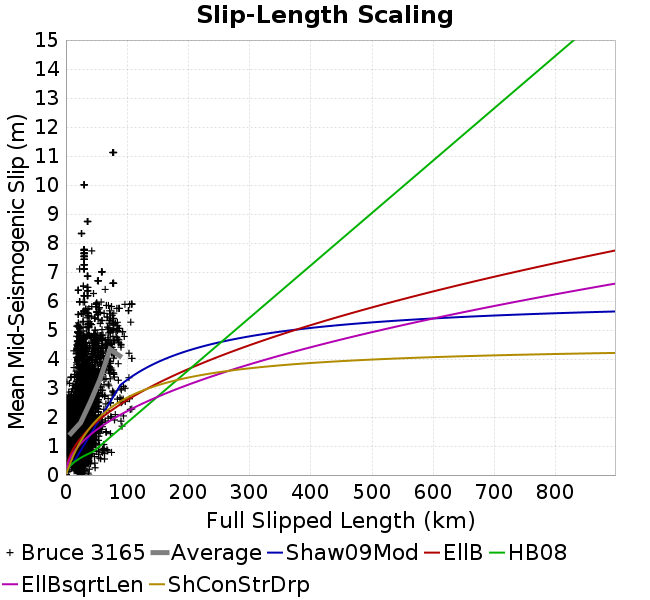 Slip-Length Scaling
Mean Mid-Seismogenic Slip (m)
15
14
13
12
11
10
9
8
7
6
5
4
3
2
1
0
0 100 200 300 400 500 600 700 800
Full Slipped Length (km)
Bruce 3165 Average Shaw09Mod EllB HB08
EllBsqrtLen ShConStrDrp